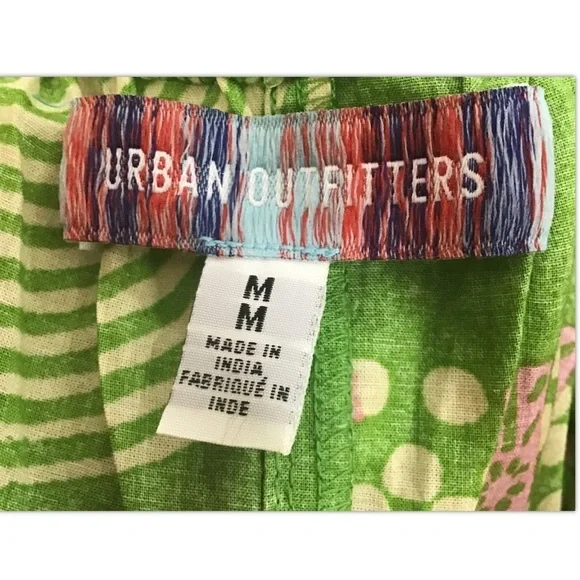 URBAN OUTFITTERS
M
M
MADE IN
INDIA
FABRIQUÉ IN
INDE